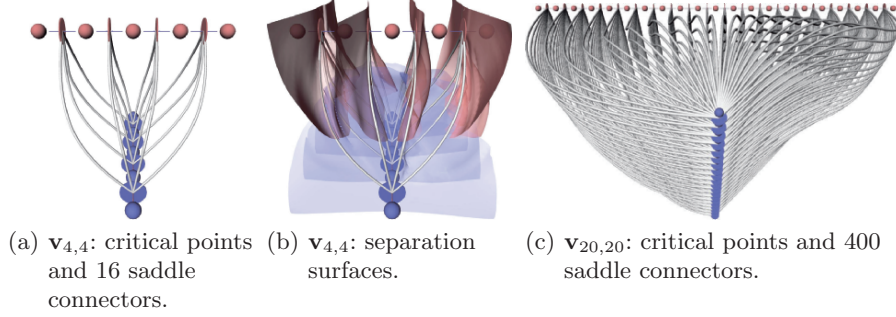 (a) v4,4: critical points
and 16 saddle
connectors.
(b) v4,4: separation
surfaces.
(c) v20,20: critical points and 400
saddle connectors.